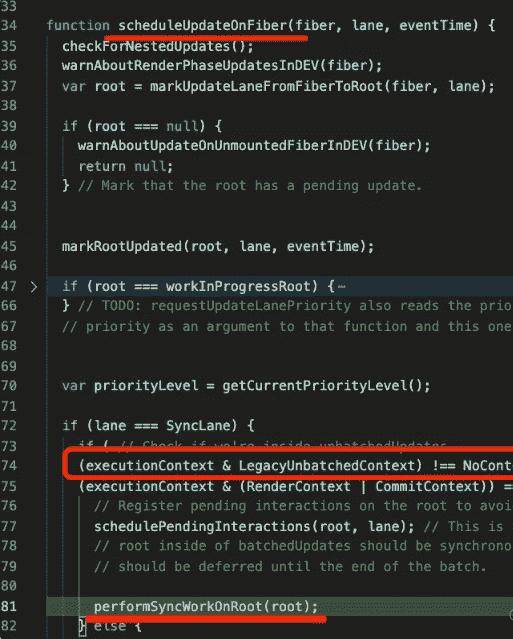 33
34 function scheduleUpdateOnFiber(fiber, lane, eventTime) {
35 checkForNestedUpdates();
36 warnAboutRenderPhaseUpdatesInDEV(fiber);
37 var root = markUpdateLaneFromFiberToRoot(fiber, lane);
38
39 if (root === null) {
40 warnAboutUpdateOnUnmountedFiberInDEV(fiber);
41 return null;
42 } // Mark that the root has a pending update.
43
44
45 markRootUpdated(root, lane, eventTime);
46
47 > if (root === workInProgressRoot) { ⋯
66 } // TODO: requestUpdateLanePriority also reads the prio
67 // priority as an argument to that function and this one
68
69
70 var priorityLevel = getCurrentPriorityLevel();
71
72 if (lane === SyncLane) {
73 if ( // Check if we're inside unbatchedUpdates
74 (executionContext & LegacyUnbatchedContext) !== NoConte
75 (executionContext & (RenderContext | CommitContext)) ==
76 // Register pending interactions on the root to avoi
77 schedulePendingInteractions(root, lane); // This is
78 // root inside of batchedUpdates should be synchrono
79 // should be deferred until the end of the batch.
80
81 performSyncWorkOnRoot(root);
82 } else {